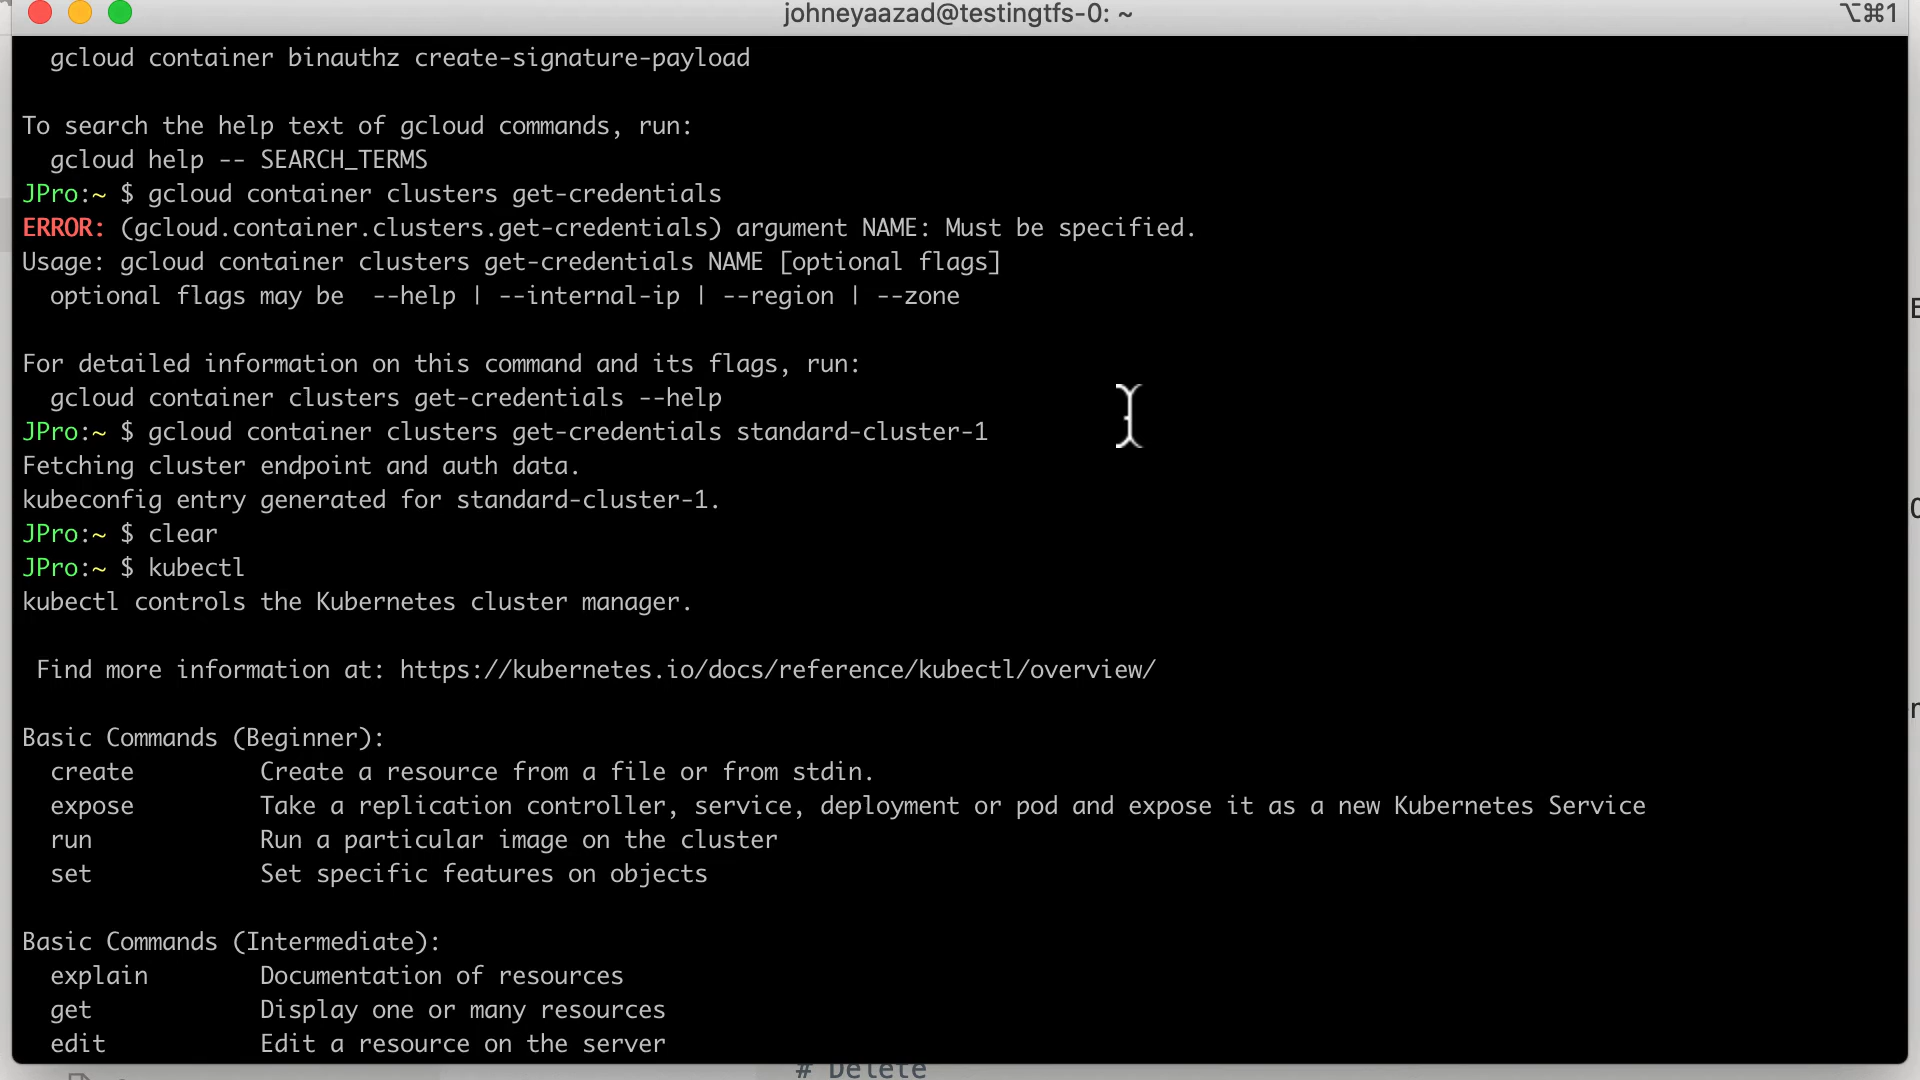 johneyaazad@testingtfs-0: ~
⌥⌘1
gcloud container binauthz create-signature-payload
To search the help text of gcloud commands, run:
gcloud help -- SEARCH_TERMS
JPro:~ $ gcloud container clusters get-credentials
ERROR: (gcloud.container.clusters.get-credentials) argument NAME: Must be specified.
Usage: gcloud container clusters get-credentials NAME [optional flags]
optional flags may be  --help | --internal-ip | --region | --zone
For detailed information on this command and its flags, run:
gcloud container clusters get-credentials --help
JPro:~ $ gcloud container clusters get-credentials standard-cluster-1
Fetching cluster endpoint and auth data.
kubeconfig entry generated for standard-cluster-1.
JPro:~ $ clear
JPro:~ $ kubectl
kubectl controls the Kubernetes cluster manager.
Find more information at: https://kubernetes.io/docs/reference/kubectl/overview/
Basic Commands (Beginner):
create         Create a resource from a file or from stdin.
expose         Take a replication controller, service, deployment or pod and expose it as a new Kubernetes Service
run            Run a particular image on the cluster
set            Set specific features on objects
Basic Commands (Intermediate):
explain        Documentation of resources
get            Display one or many resources
edit           Edit a resource on the server
# Delete